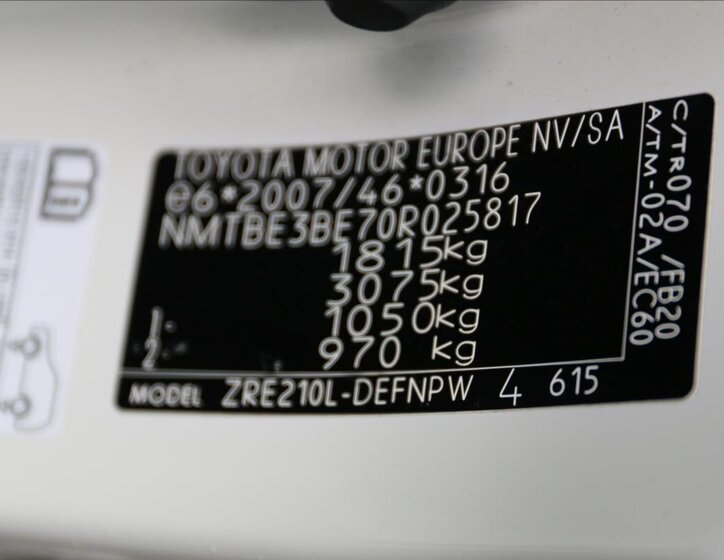 TOYOTA MOTOR EUROPE NV/SA
e6*2007/46*0316
NMTBE3BE70R025817
1815kg
3075kg
1- 1050kg
2- 970 kg
MODEL ZRE210L-DEFNPW 4 615
C/TR070 /FB20
A/TM-02A/EC60